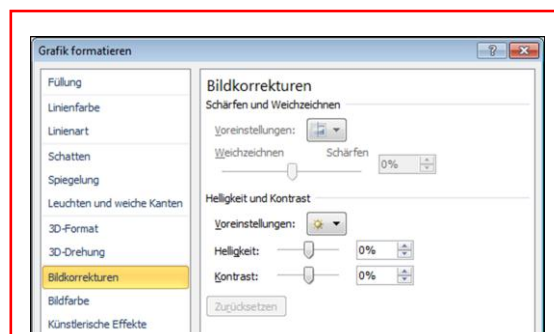 Grafik formatieren
Füllung
Linienfarbe
Linienart
Schatten
Spiegelung
Leuchten und weiche Kanten
3D-Format
3D-Drehung
Bildkorrekturen
Bildfarbe
Künstlerische Effekte
Bildkorrekturen
Schärfen und Weichzeichnen
Voreinstellungen:
Weichzeichnen Schärfen
0%
Helligkeit und Kontrast
Voreinstellungen:
Helligkeit: 0%
Kontrast: 0%
Zurücksetzen